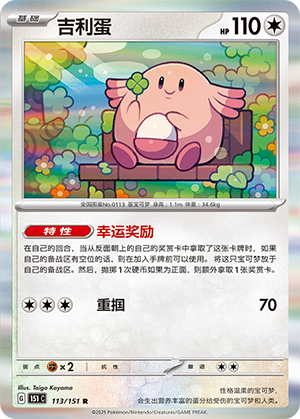 基础 吉利蛋 HP 110
全国图鉴No.0113 蛋宝可梦 身高：1.1m 体重：34.6kg
特性 幸运奖励
在自己的回合，当从反面朝上的自己的奖赏卡中拿取了这张卡牌时，如果
自己的备战区有空位的话，则在加入手牌前可以使用。将这只宝可梦放于
自己的备战区。然后，抛掷1次硬币如果为正面，则额外拿取1张奖赏卡。
重掴 70
弱点 ×2 抵抗力 撤退
Illus. Taiga Kayama
G 151 C 113/151 R
性格温柔的宝可梦，
会生出营养丰富的蛋分给受伤的宝可梦和人类享用。
©2025 Pokémon/Nintendo/Creatures/GAME FREAK.